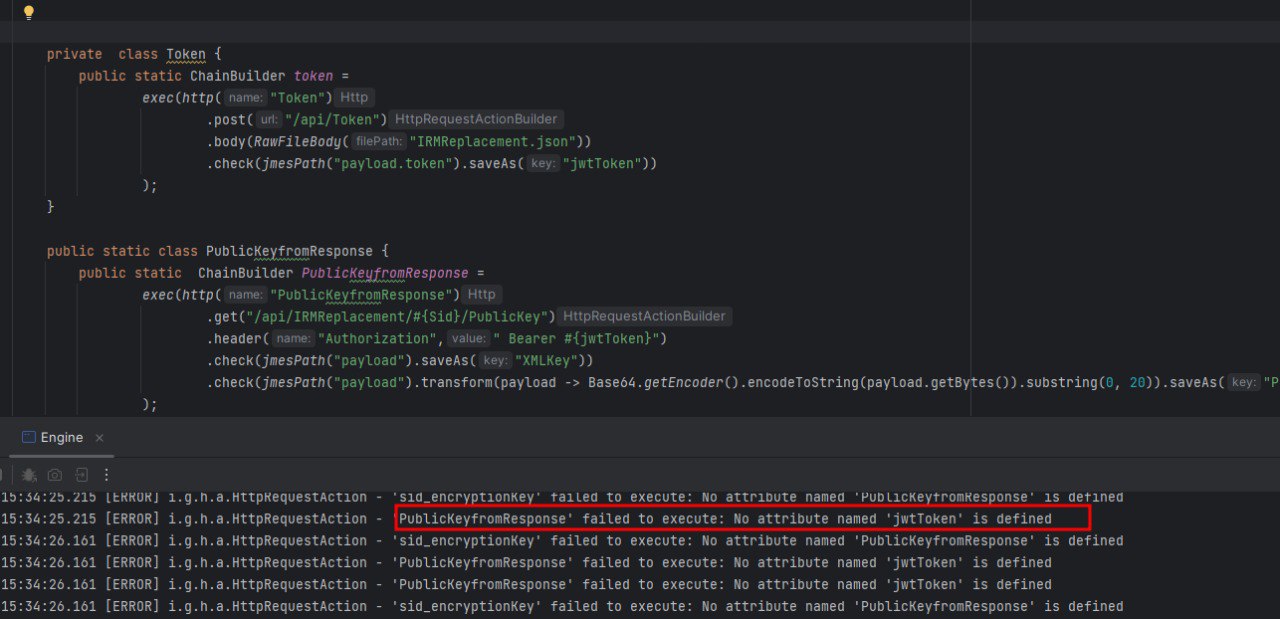 private  class Token {
public static ChainBuilder token =
exec(http( name: "Token") Http
.post( url: "/api/Token") HttpRequestActionBuilder
.body(RawFileBody( filePath: "IRMReplacement.json"))
.check(jmesPath("payload.token").saveAs( key: "jwtToken"))
);
}
public static class PublicKeyfromResponse {
public static  ChainBuilder PublicKeyfromResponse =
exec(http( name: "PublicKeyfromResponse") Http
.get("/api/IRMReplacement/#{Sid}/PublicKey") HttpRequestActionBuilder
.header( name: "Authorization", value: " Bearer #{jwtToken}")
.check(jmesPath("payload").saveAs( key: "XMLKey"))
.check(jmesPath("payload").transform(payload -> Base64.getEncoder().encodeToString(payload.getBytes()).substring(0, 20)).saveAs( key: "P
);
Engine ×
15:34:25.215 [ERROR] i.g.h.a.HttpRequestAction - 'sid_encryptionKey' failed to execute: No attribute named 'PublicKeyfromResponse' is defined
15:34:25.215 [ERROR] i.g.h.a.HttpRequestAction - 'PublicKeyfromResponse' failed to execute: No attribute named 'jwtToken' is defined
15:34:26.161 [ERROR] i.g.h.a.HttpRequestAction - 'sid_encryptionKey' failed to execute: No attribute named 'PublicKeyfromResponse' is defined
15:34:26.161 [ERROR] i.g.h.a.HttpRequestAction - 'PublicKeyfromResponse' failed to execute: No attribute named 'jwtToken' is defined
15:34:26.161 [ERROR] i.g.h.a.HttpRequestAction - 'PublicKeyfromResponse' failed to execute: No attribute named 'jwtToken' is defined
15:34:26.161 [ERROR] i.g.h.a.HttpRequestAction - 'sid_encryptionKey' failed to execute: No attribute named 'PublicKeyfromResponse' is defined